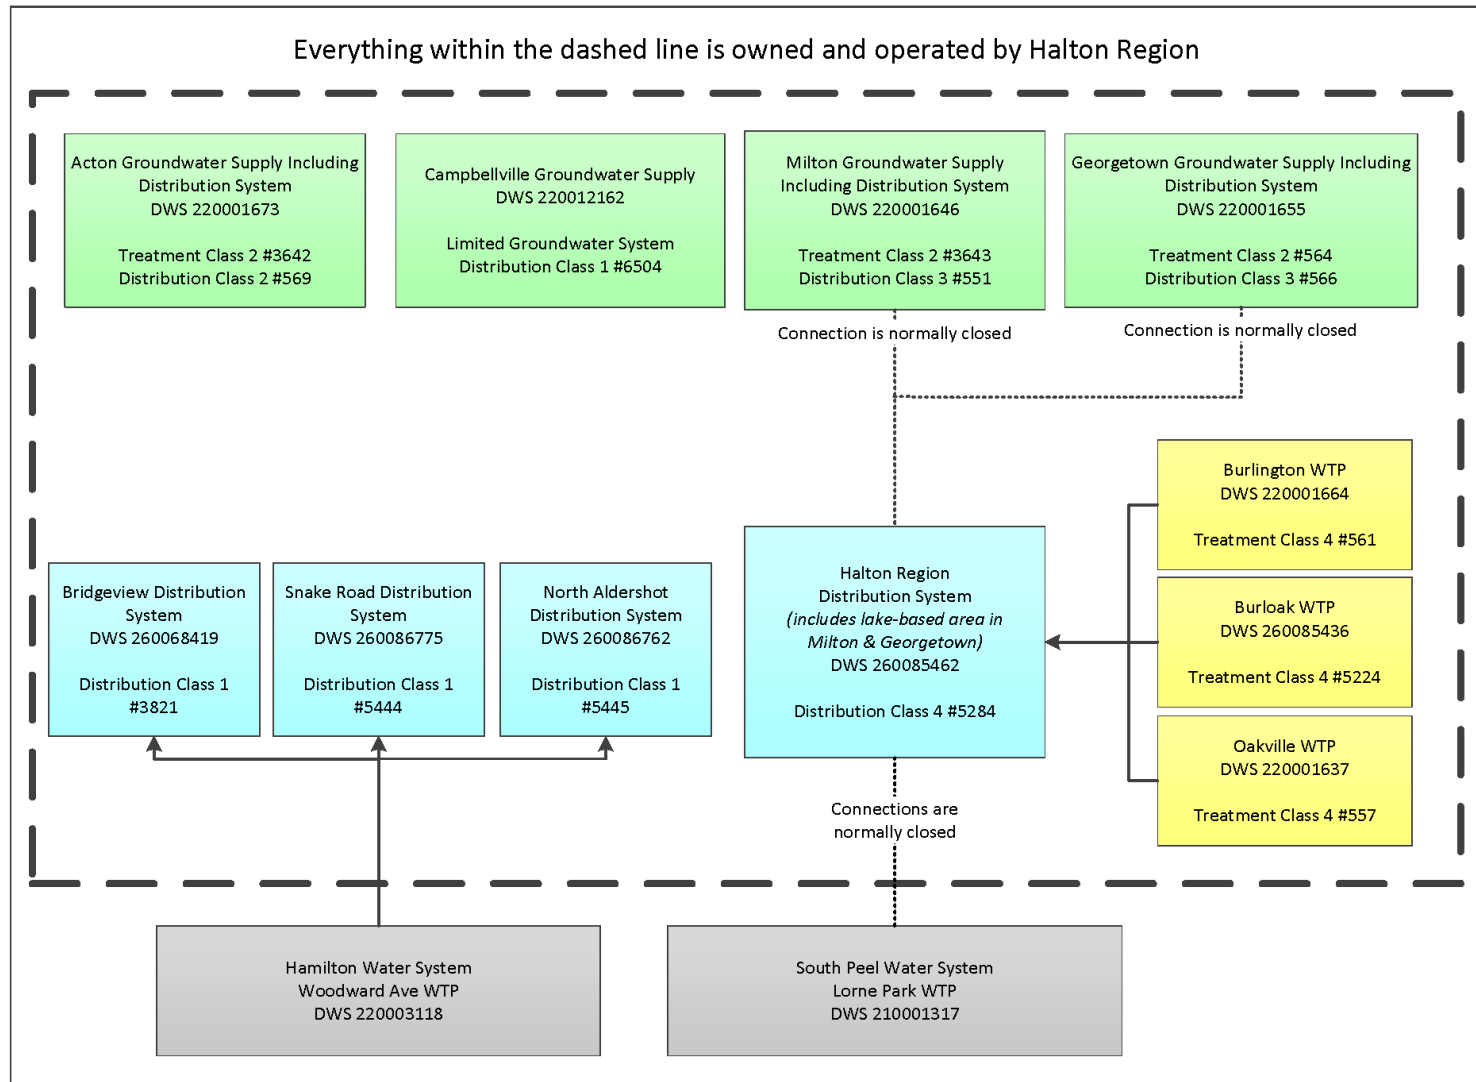 Everything within the dashed line is owned and operated by Halton Region
Acton Groundwater Supply Including
Distribution System
DWS 220001673
Treatment Class 2 #3642
Distribution Class 2 #569
Campbellville Groundwater Supply
DWS 220012162
Limited Groundwater System
Distribution Class 1 #6504
Milton Groundwater Supply
Including Distribution System
DWS 220001646
Treatment Class 2 #3643
Distribution Class 3 #551
Georgetown Groundwater Supply Including
Distribution System
DWS 220001655
Treatment Class 2 #564
Distribution Class 3 #566
Connection is normally closed
Connection is normally closed
Burlington WTP
DWS 220001664
Treatment Class 4 #561
Bridgeview Distribution
System
DWS 260068419
Distribution Class 1
#3821
Snake Road Distribution
System
DWS 260086775
Distribution Class 1
#5444
North Aldershot
Distribution System
DWS 260086762
Distribution Class 1
#5445
Halton Region
Distribution System
(includes lake-based area in
Milton & Georgetown)
DWS 260085462
Distribution Class 4 #5284
Burloak WTP
DWS 260085436
Treatment Class 4 #5224
Oakville WTP
DWS 220001637
Treatment Class 4 #557
Connections are
normally closed
Hamilton Water System
Woodward Ave WTP
DWS 220003118
South Peel Water System
Lorne Park WTP
DWS 210001317